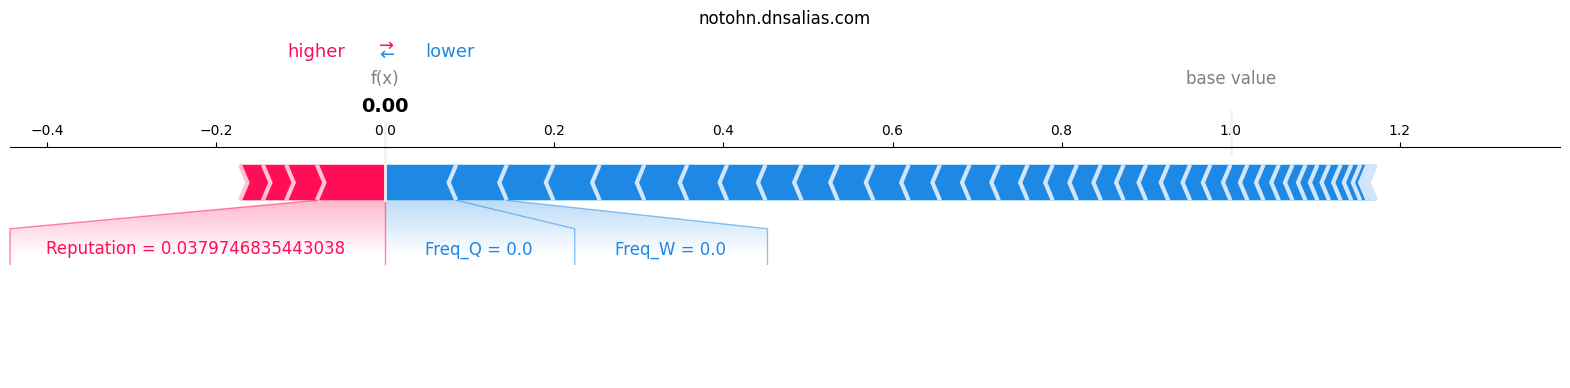 notohn.dnsalias.com
higher → ← lower
f(x) base value
0.00
−0.4 −0.2 0.0 0.2 0.4 0.6 0.8 1.0 1.2
Reputation = 0.0379746835443038 Freq_Q = 0.0 Freq_W = 0.0